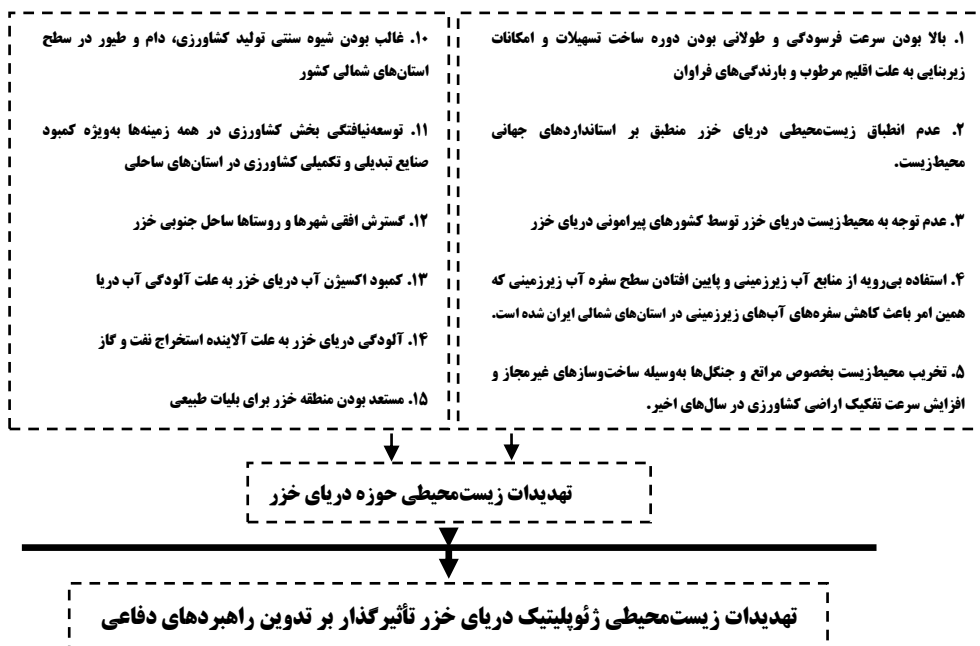 ۱. بالا بودن سرعت فرسودگی و طولانی بودن دوره ساخت تسهیلات و امکانات
زیربنایی به علت اقلیم مرطوب و بارندگی‌های فراوان
۲. عدم انطباق زیست‌محیطی دریای خزر منطبق بر استانداردهای جهانی
محیط‌زیست.
۳. عدم توجه به محیط‌زیست دریای خزر توسط کشورهای پیرامونی دریای خزر
۴. استفاده بی‌رویه از منابع آب زیرزمینی و پایین افتادن سطح سفره آب زیرزمینی که
همین امر باعث کاهش سفره‌های آب‌های زیرزمینی در استان‌های شمالی ایران شده است.
۵. تخریب محیط‌زیست بخصوص مراتع و جنگل‌ها به‌وسیله ساخت‌وسازهای غیرمجاز و
افزایش سرعت تفکیک اراضی کشاورزی در سال‌های اخیر.
۱۰. غالب بودن شیوه سنتی تولید کشاورزی، دام و طیور در سطح
استان‌های شمالی کشور
۱۱. توسعه‌نیافتگی بخش کشاورزی در همه زمینه‌ها به‌ویژه کمبود
صنایع تبدیلی و تکمیلی کشاورزی در استان‌های ساحلی
۱۲. گسترش افقی شهرها و روستاها ساحل جنوبی خزر
۱۳. کمبود اکسیژن آب دریای خزر به علت آلودگی آب دریا
۱۴. آلودگی دریای خزر به علت آلاینده استخراج نفت و گاز
۱۵. مستعد بودن منطقه خزر برای بلیات طبیعی
تهدیدات زیست‌محیطی حوزه دریای خزر
تهدیدات زیست‌محیطی ژئوپلیتیک دریای خزر تأثیرگذار بر تدوین راهبردهای دفاعی